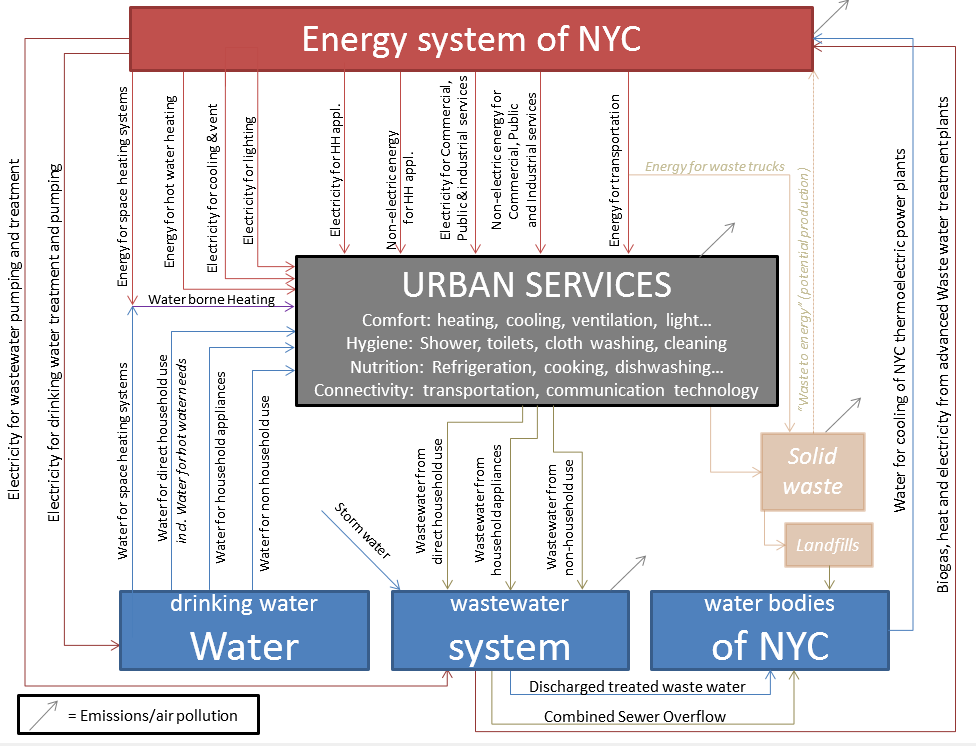 Energy system of NYC
Electricity for wastewater pumping and treatment
Electricity for drinking water treatment and pumping
Energy for space heating systems
Energy for hot water heating
Electricity for cooling & vent
Electricity for lighting
Electricity for HH appl.
Non-electric energy
for HH appl.
Electricity for Commercial,
Public & industrial services
Non-electric energy for
Commercial, Public
and Industrial services
Energy for transportation
Energy for waste trucks
"Waste to energy" (potential production)
Water for cooling of NYC thermoelectric power plants
Biogas, heat and electricity from advanced Waste water treatment plants
Water borne Heating
URBAN SERVICES
Comfort: heating, cooling, ventilation, light...
Hygiene: Shower, toilets, cloth washing, cleaning
Nutrition: Refrigeration, cooking, dishwashing...
Connectivity: transportation, communication technology
Water for space heating systems
Water for direct household use
ind. Water for hot water needs
Water for household appliances
Water for non household use
Storm water
Wastewater from
direct household use
Wastewater from
household appliances
Wastewater from
non-household use
Solid
waste
Landfills
drinking water
Water
wastewater
system
water bodies
of NYC
Discharged treated waste water
Combined Sewer Overflow
= Emissions/air pollution